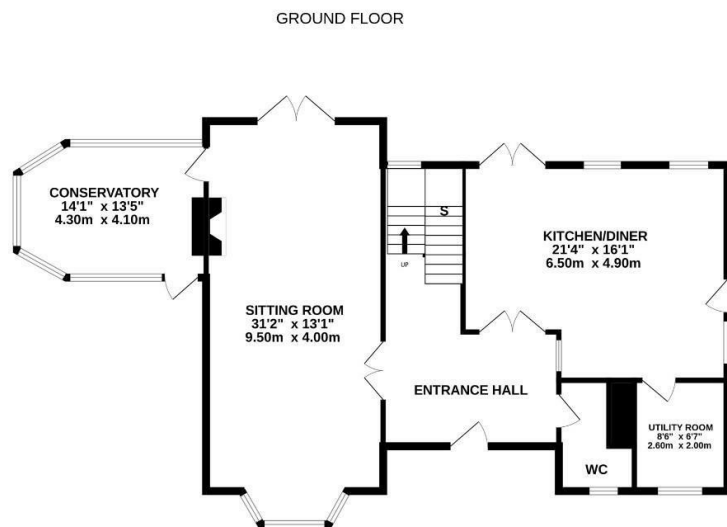 GROUND FLOOR
CONSERVATORY
14'1" x 13'5"
4.30m x 4.10m
SITTING ROOM
31'2" x 13'1"
9.50m x 4.00m
S
UP
KITCHEN/DINER
21'4" x 16'1"
6.50m x 4.90m
ENTRANCE HALL
WC
UTILITY ROOM
8'6" x 6'7"
2.60m x 2.00m